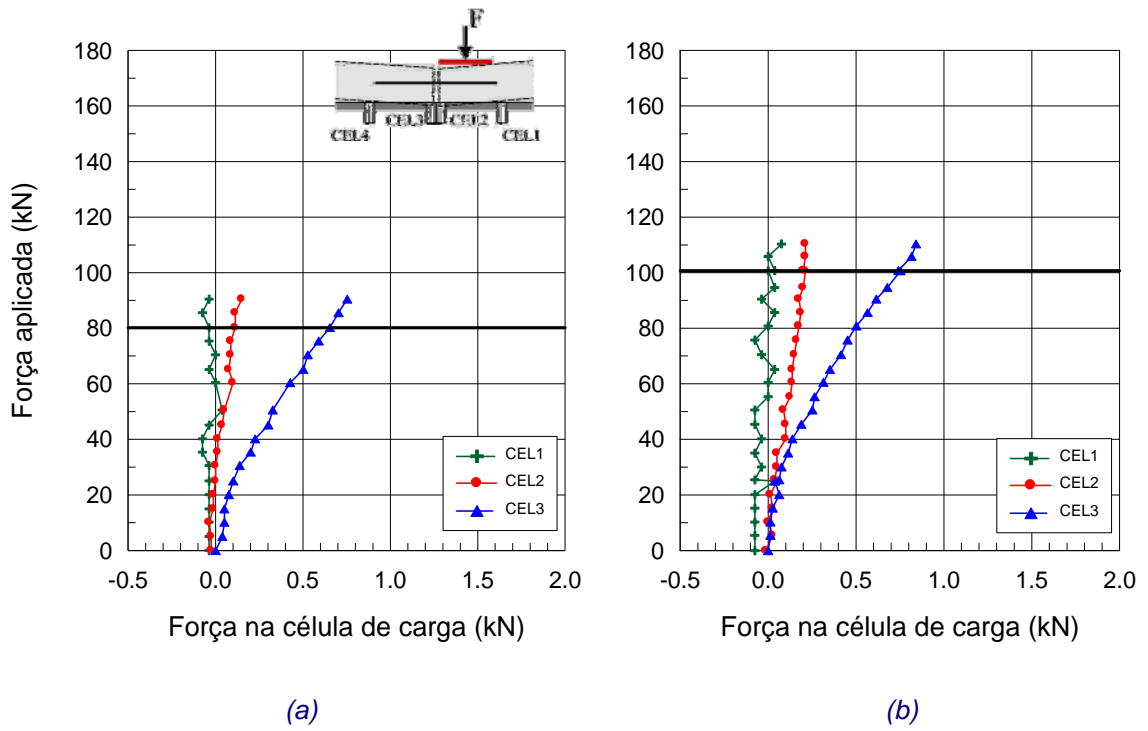 F
CEL4
CEL3
CEL2
CEL1
Força aplicada (kN)
180
160
140
120
100
80
60
40
20
0
-0.5 0.0 0.5 1.0 1.5 2.0
Força na célula de carga (kN)
CEL1
CEL2
CEL3
(a)
180
160
140
120
100
80
60
40
20
0
-0.5 0.0 0.5 1.0 1.5 2.0
Força na célula de carga (kN)
CEL1
CEL2
CEL3
(b)